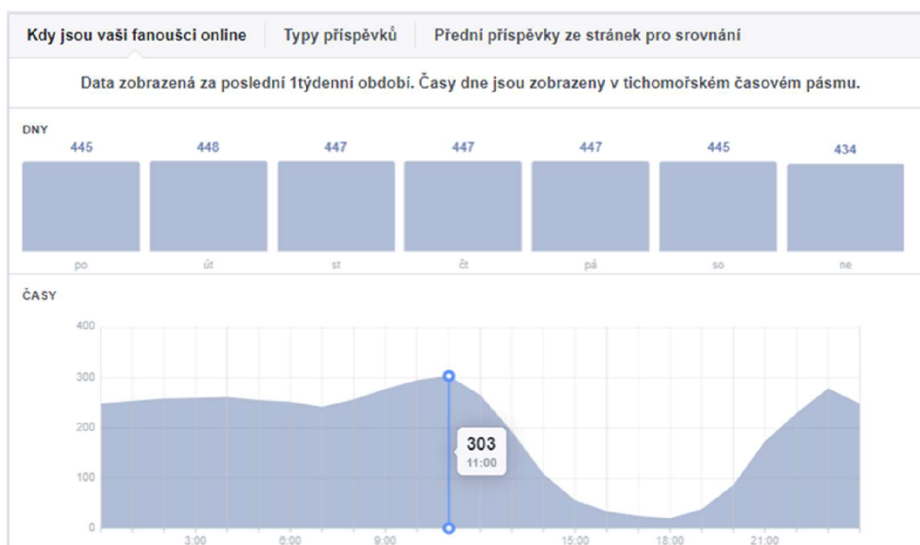 Kdy jsou vaši fanoušci online Typy příspěvků Přední příspěvky ze stránek pro srovnání
Data zobrazená za poslední 1týdenní období. Časy dne jsou zobrazeny v tichomořském časovém pásmu.
DNY
445 448 447 447 447 445 434
po út st čt pá so ne
ČASY
400
300
200
100
0
303
11:00
3:00 6:00 9:00 15:00 18:00 21:00